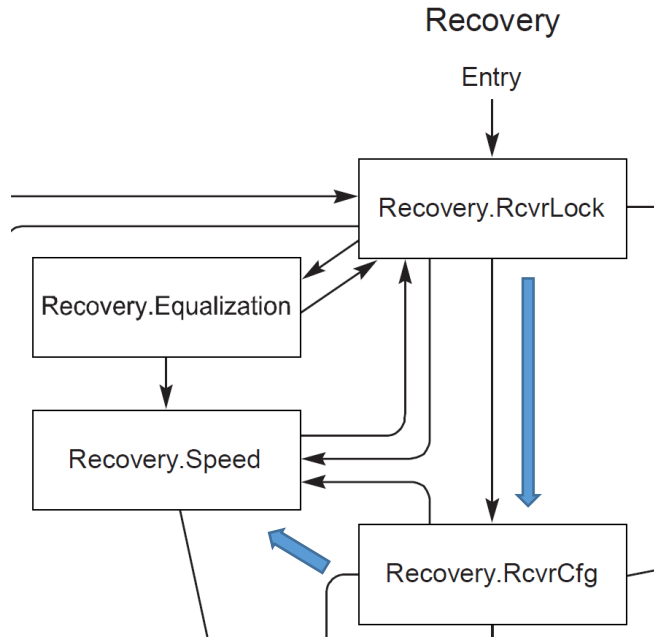 Recovery
Entry
Recovery.RcvrLock
Recovery.Equalization
Recovery.Speed
Recovery.RcvrCfg